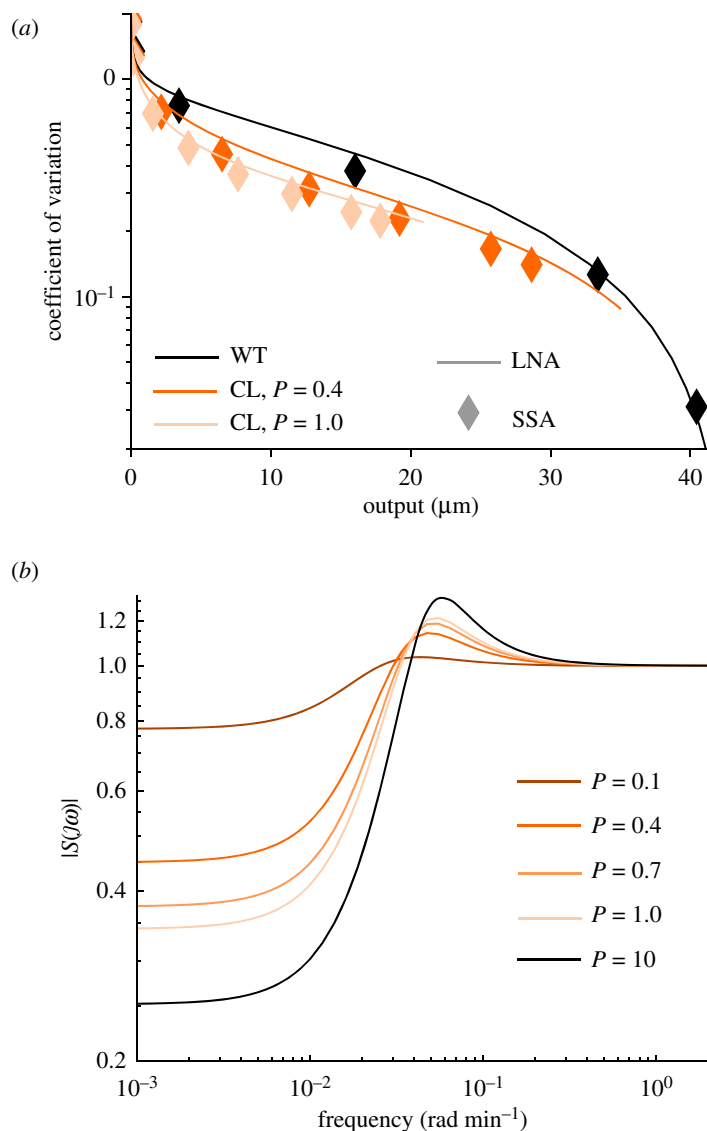 (a)
0
10⁻¹
coefficient of variation
WT
CL, P = 0.4
CL, P = 1.0
LNA
SSA
0 10 20 30 40
output (μm)
(b)
1.2
1.0
0.8
0.6
0.4
0.2
|S(jω)|
P = 0.1
P = 0.4
P = 0.7
P = 1.0
P = 10
10⁻³ 10⁻² 10⁻¹ 10⁰
frequency (rad min⁻¹)